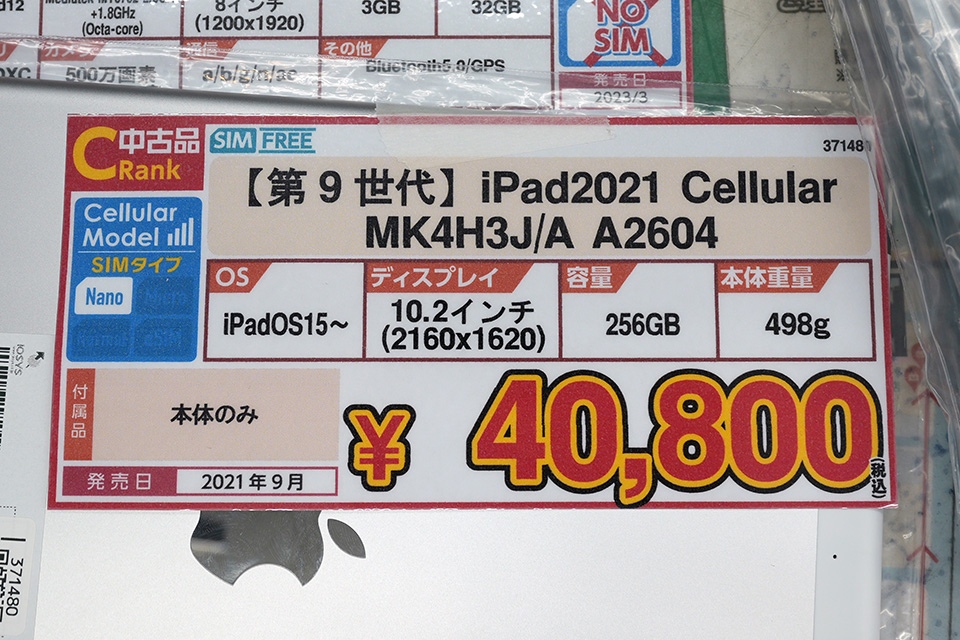 +1.8GHz
(Octa-core)
8インチ
(1200x1920)
3GB
32GB
NO
SIM
カメラ
通信
その他
500万画素
a/b/g/n/ac
Bluetooth5.0/GPS
発売日
2023/3
C中古品
Rank
SIM FREE
【第9世代】iPad2021 Cellular
MK4H3J/A A2604
Cellular
Model
SIMタイプ
Nano
Micro
Normal
eSIM
OS
ディスプレイ
容量
本体重量
iPadOS15～
10.2インチ
(2160x1620)
256GB
498g
付属品
本体のみ
発売日
2021年9月
¥40,800
(税込)
IOSYS
371480